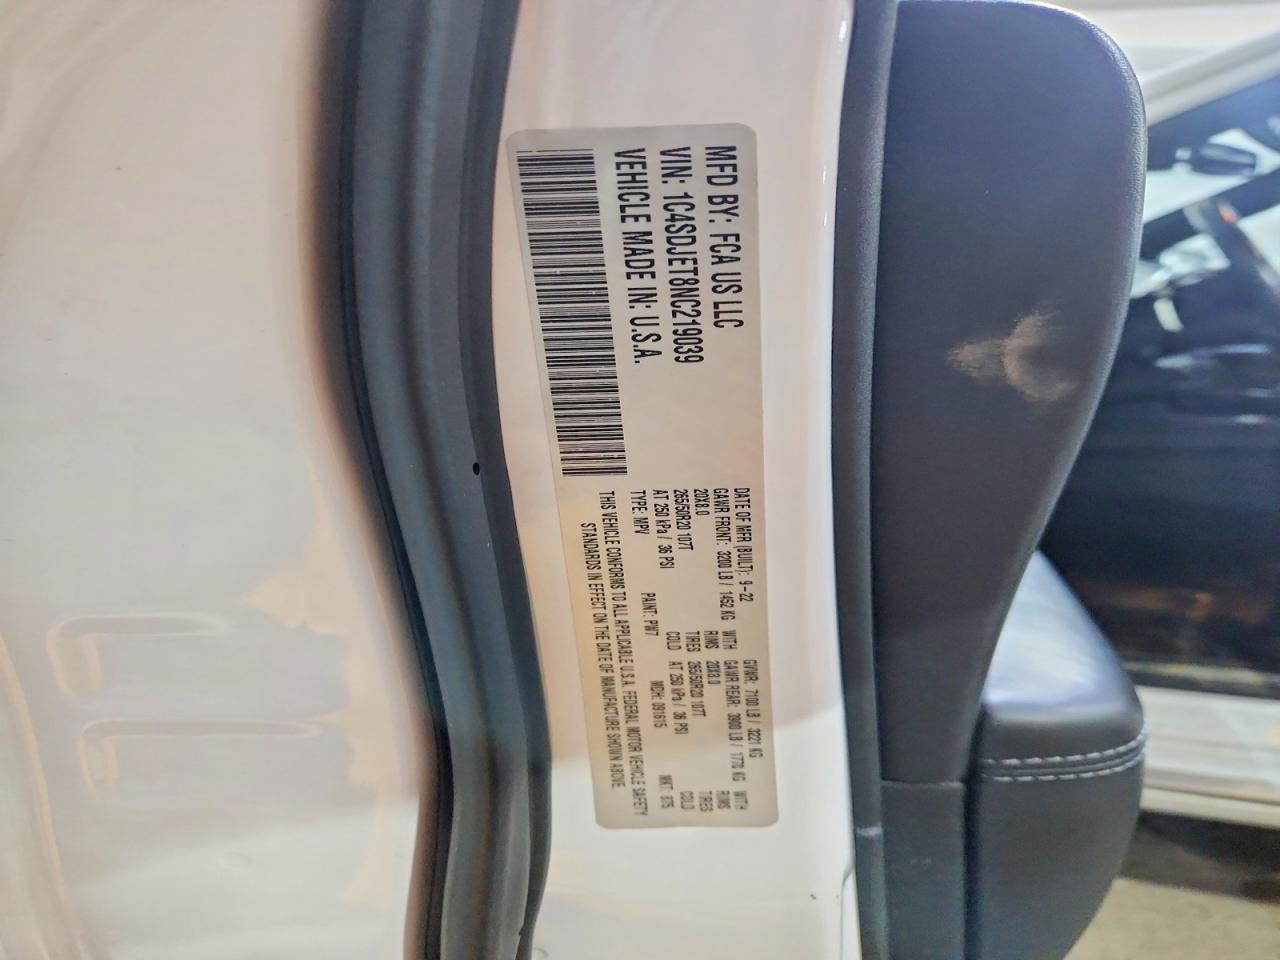 MFD BY: FCA US LLC
VIN: 1C4SDJET8NC219039
VEHICLE MADE IN: U.S.A.
DATE OF MFR (BUILT): 9-22 GVWR: 7100 LB / 3221 KG
GAWR FRONT: 3200 LB / 1452 KG WITH GAWR REAR: 3900 LB / 1770 KG WITH
20X8.0 RIMS 20X8.0 RIMS
265/50R20 107T TIRES 265/50R20 107T TIRES
AT 250 kPa / 36 PSI COLD AT 250 kPa / 36 PSI COLD
TYPE: MPV PAINT: PW7 MDH: 091615 MKT: 875
THIS VEHICLE CONFORMS TO ALL APPLICABLE U.S.A. FEDERAL MOTOR VEHICLE SAFETY
STANDARDS IN EFFECT ON THE DATE OF MANUFACTURE SHOWN ABOVE.